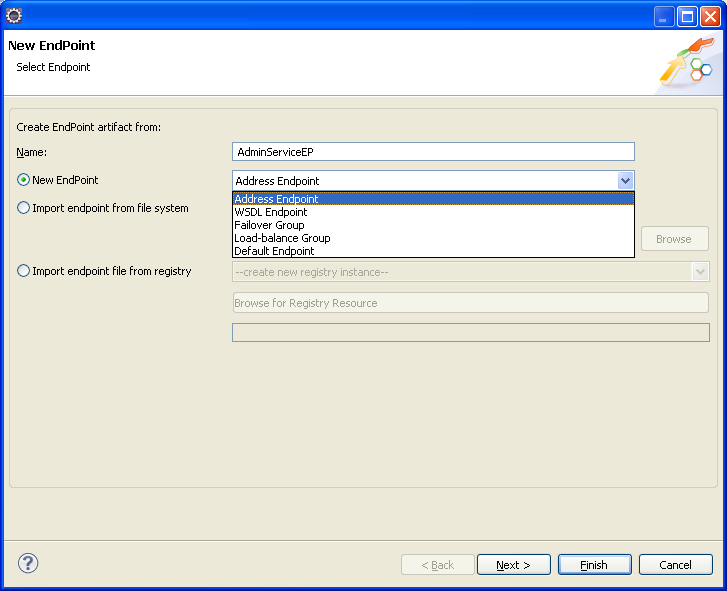 New EndPoint
Select Endpoint
Create EndPoint artifact from:
Name: AdminServiceEP
New EndPoint Address Endpoint
Address Endpoint
Import endpoint from file system
WSDL Endpoint
Failover Group
Load-balance Group
Browse
Default Endpoint
Import endpoint file from registry --create new registry instance--
Browse for Registry Resource
? < Back Next > Finish Cancel